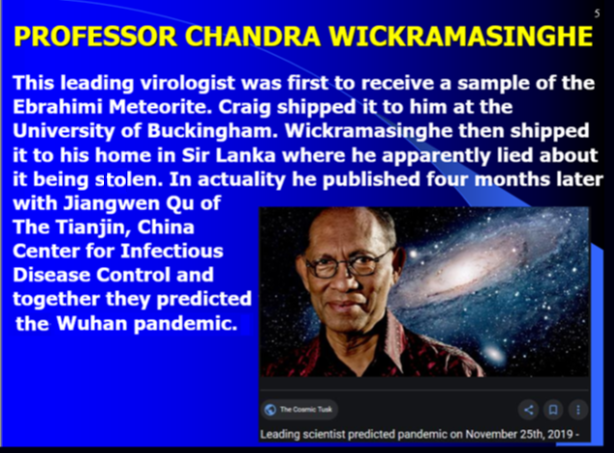 5
PROFESSOR CHANDRA WICKRAMASINGHE
This leading virologist was first to receive a sample of the
Ebrahimi Meteorite. Craig shipped it to him at the
University of Buckingham. Wickramasinghe then shipped
it to his home in Sir Lanka where he apparently lied about
it being stolen. In actuality he published four months later
with Jiangwen Qu of
The Tianjin, China
Center for Infectious
Disease Control and
together they predicted
the Wuhan pandemic.
The Cosmic Tusk
Leading scientist predicted pandemic on November 25th, 2019 -